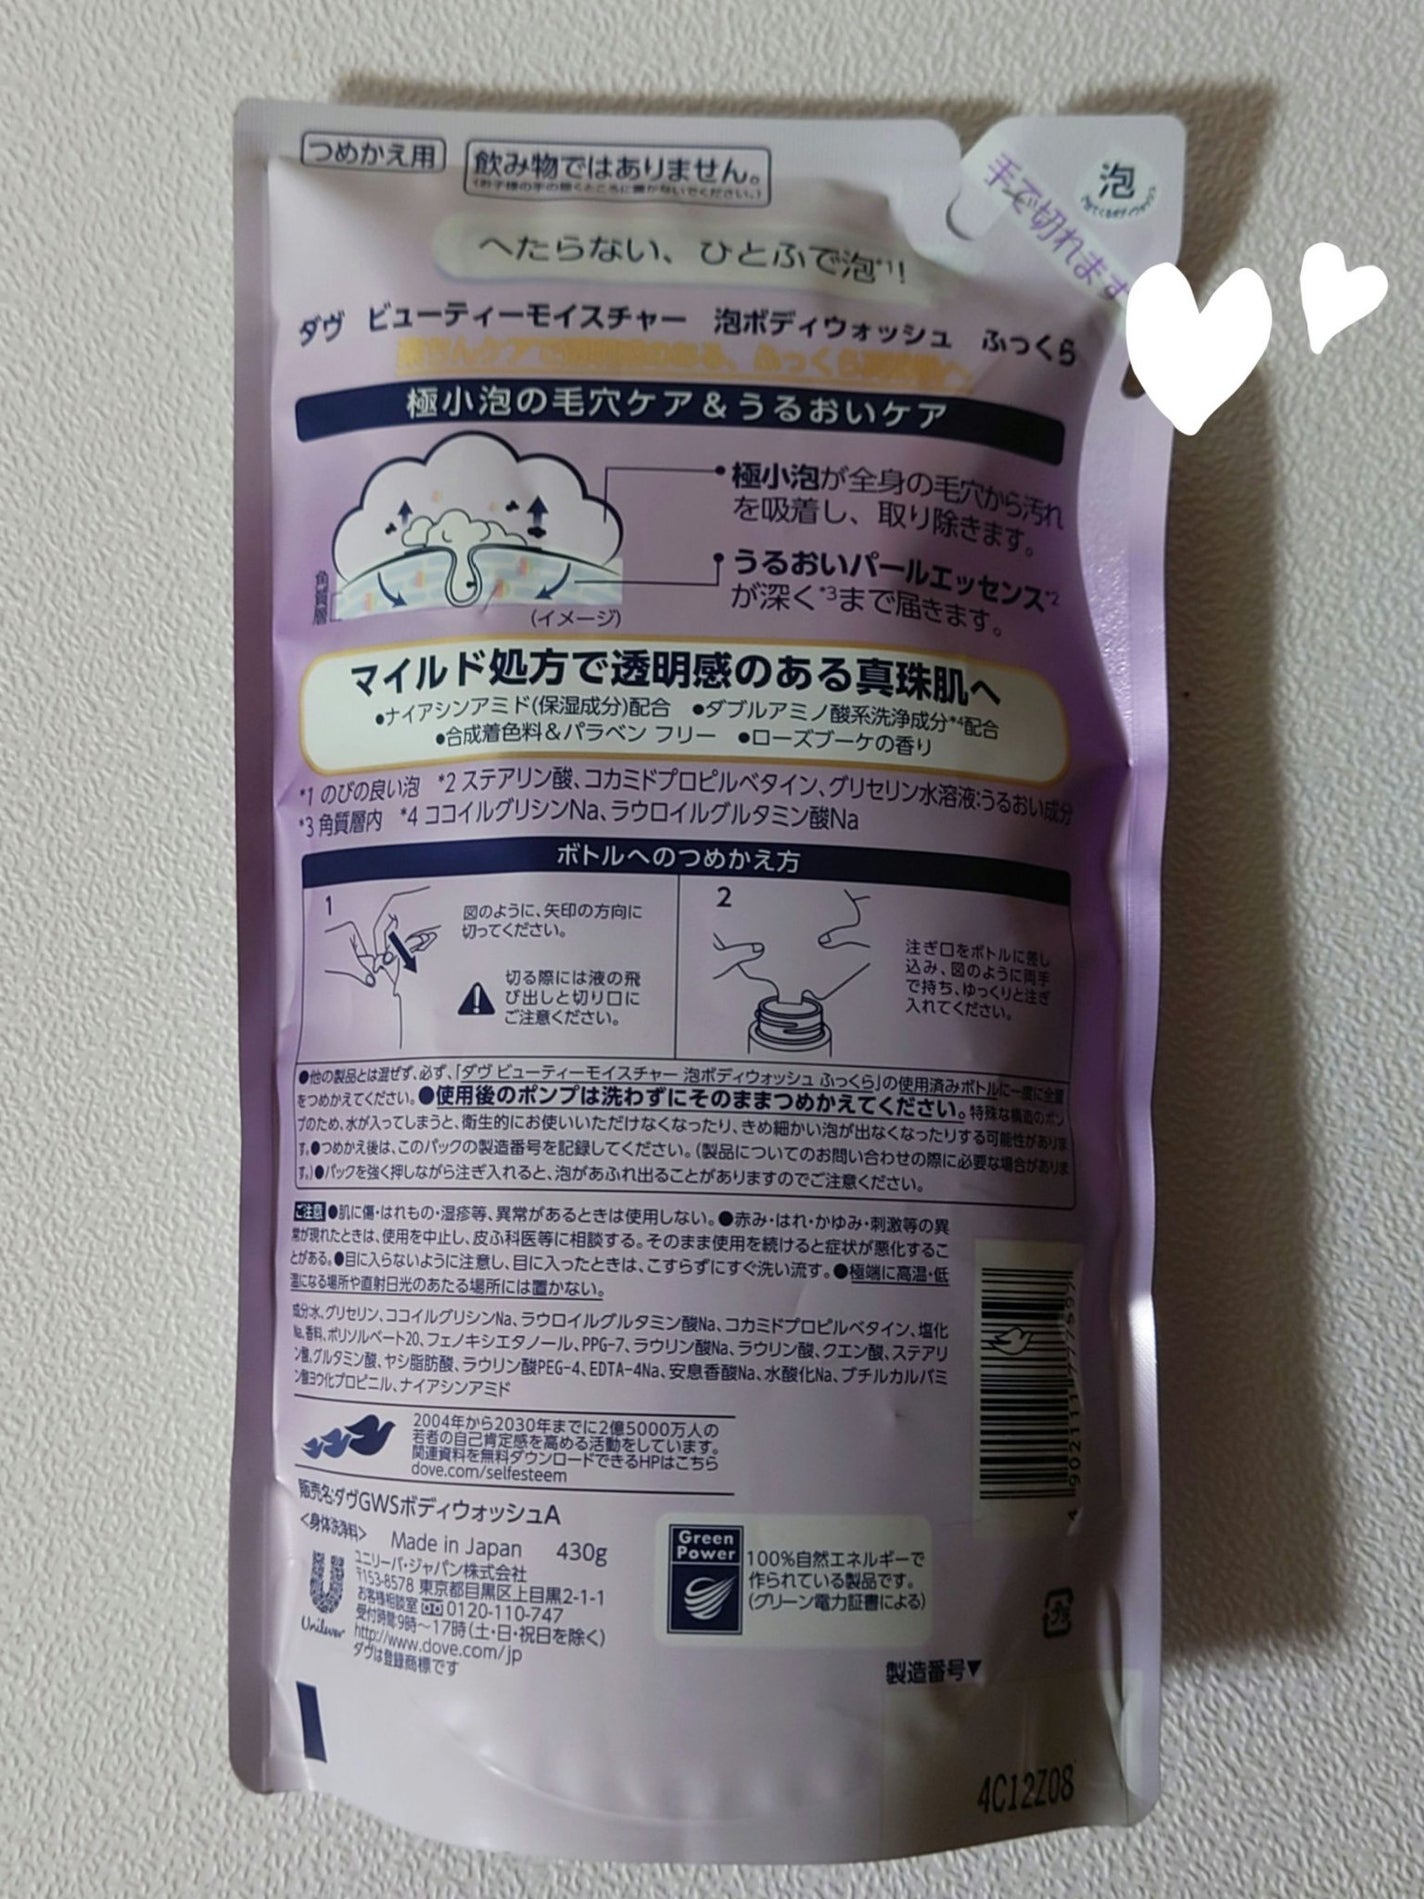 つめかえ用
飲み物ではありません。
(お子様の手の届くところに置かないでください。)
手で切れます
泡
へたらない、ひとふで泡*1!
ダヴ ビューティーモイスチャー 泡ボディウォッシュ ふっくら
極小泡の毛穴ケア&うるおいケア
極小泡が全身の毛穴から汚れ
を吸着し、取り除きます。
うるおいパールエッセンス*2
が深く*3まで届きます。
角質層
(イメージ)
マイルド処方で透明感のある真珠肌へ
●ナイアシンアミド(保湿成分)配合 ●ダブルアミノ酸系洗浄成分*4配合
●合成着色料&パラベン フリー ●ローズブーケの香り
*1 のびの良い泡 *2 ステアリン酸、コカミドプロピルベタイン、グリセリン水溶液:うるおい成分
*3 角質層内 *4 ココイルグリシンNa、ラウロイルグルタミン酸Na
ボトルへのつめかえ方
1
図のように、矢印の方向に
切ってください。
切る際には液の飛
び出しと切り口に
ご注意ください。
2
注ぎ口をボトルに差し
込み、図のように両手
で持ち、ゆっくりと注ぎ
入れてください。
●他の製品とは混ぜず、必ず、「ダヴ ビューティーモイスチャー 泡ボディウォッシュ ふっくら」の使用済みボトルに一度に全量
をつめかえてください。●使用後のポンプは洗わずにそのままつめかえてください。特殊な構造のポン
プのため、水が入ってしまうと、衛生的にお使いいただけなくなったり、きめ細かい泡が出なくなったりする可能性がありま
す。●つめかえ後は、このパックの製造番号を記録してください。(製品についてのお問い合わせの際に必要な場合がありま
す。)●パックを強く押しながら注ぎ入れると、泡があふれ出ることがありますのでご注意ください。
ご注意●肌に傷・はれもの・湿疹等、異常があるときは使用しない。●赤み・はれ・かゆみ・刺激等の異
常が現れたときは、使用を中止し、皮ふ科医等に相談する。そのまま使用を続けると症状が悪化するこ
とがある。●目に入らないように注意し、目に入ったときは、こすらずにすぐ洗い流す。●極端に高温・低
温になる場所や直射日光のあたる場所には置かない。
成分:水、グリセリン、ココイルグリシンNa、ラウロイルグルタミン酸Na、コカミドプロピルベタイン、塩化
Na、香料、ポリソルベート20、フェノキシエタノール、PPG-7、ラウリン酸Na、ラウリン酸、クエン酸、ステアリ
ン酸、グルタミン酸、ヤシ脂肪酸、ラウリン酸PEG-4、EDTA-4Na、安息香酸Na、水酸化Na、ブチルカルバミ
ン酸ヨウ化プロピニル、ナイアシンアミド
2004年から2030年までに2億5000万人の
若者の自己肯定感を高める活動をしています。
関連資料を無料ダウンロードできるHPはこちら
dove.com/selfesteem
販売名:ダヴGWSボディウォッシュA
<身体洗浄料> Made in Japan 430g
Unilever
ユニリーバ・ジャパン株式会社
〒153-8578 東京都目黒区上目黒2-1-1
お客様相談室 0120-110-747
受付時間:9時〜17時(土・日・祝日を除く)
http://www.dove.com/jp
ダヴは登録商標です
Green
Power
100%自然エネルギーで
作られている製品です。
(グリーン電力証書による)
プラ
製造番号▼
4C12Z08